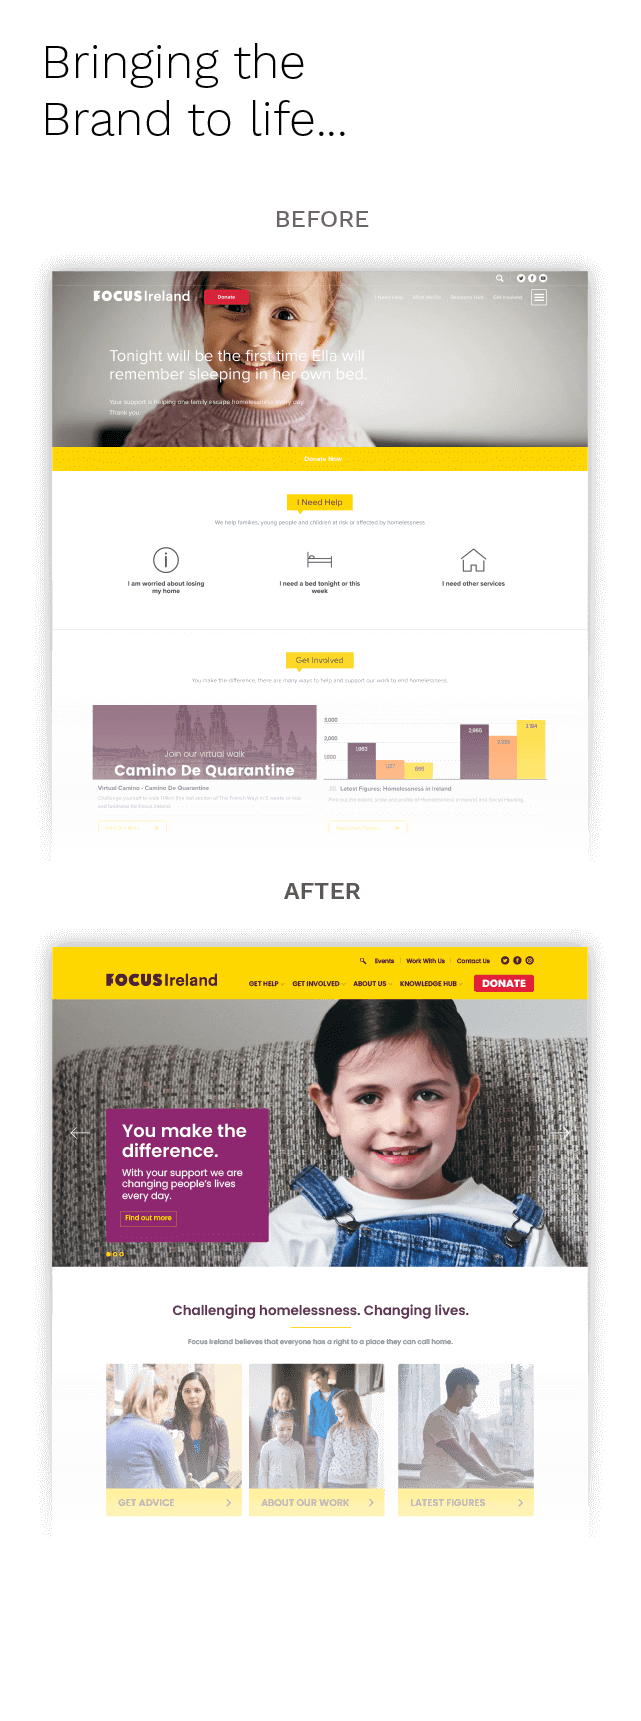 Bringing the
Brand to life...
BEFORE
FOCUS Ireland
Donate
I Need Help
What We Do
Resource Hub
Get Involved
Tonight will be the first time Ella will
remember sleeping in her own bed.
Your support is helping one family escape homelessness every day.
Thank you.
Donate Now
I Need Help
We help families, young people and children at risk or affected by homelessness
I am worried about losing
my home
I need a bed tonight or this
week
I need other services
Get Involved
You make the difference, there are many ways to help and support our work to end homelessness.
Join our virtual walk
Camino De Quarantine
3,000
2,000
1,000
1,963
2,965
Virtual Camino - Camino De Quarantine
Latest Figures: Homelessness in Ireland
AFTER
Events
Work With Us
Contact Us
FOCUS Ireland
GET HELP
GET INVOLVED
ABOUT US
KNOWLEDGE HUB
DONATE
You make the
difference.
With your support we are
changing people's lives
every day.
Find out more
Challenging homelessness. Changing lives.
Focus Ireland believes that everyone has a right to a place they can call home.
GET ADVICE
ABOUT OUR WORK
LATEST FIGURES